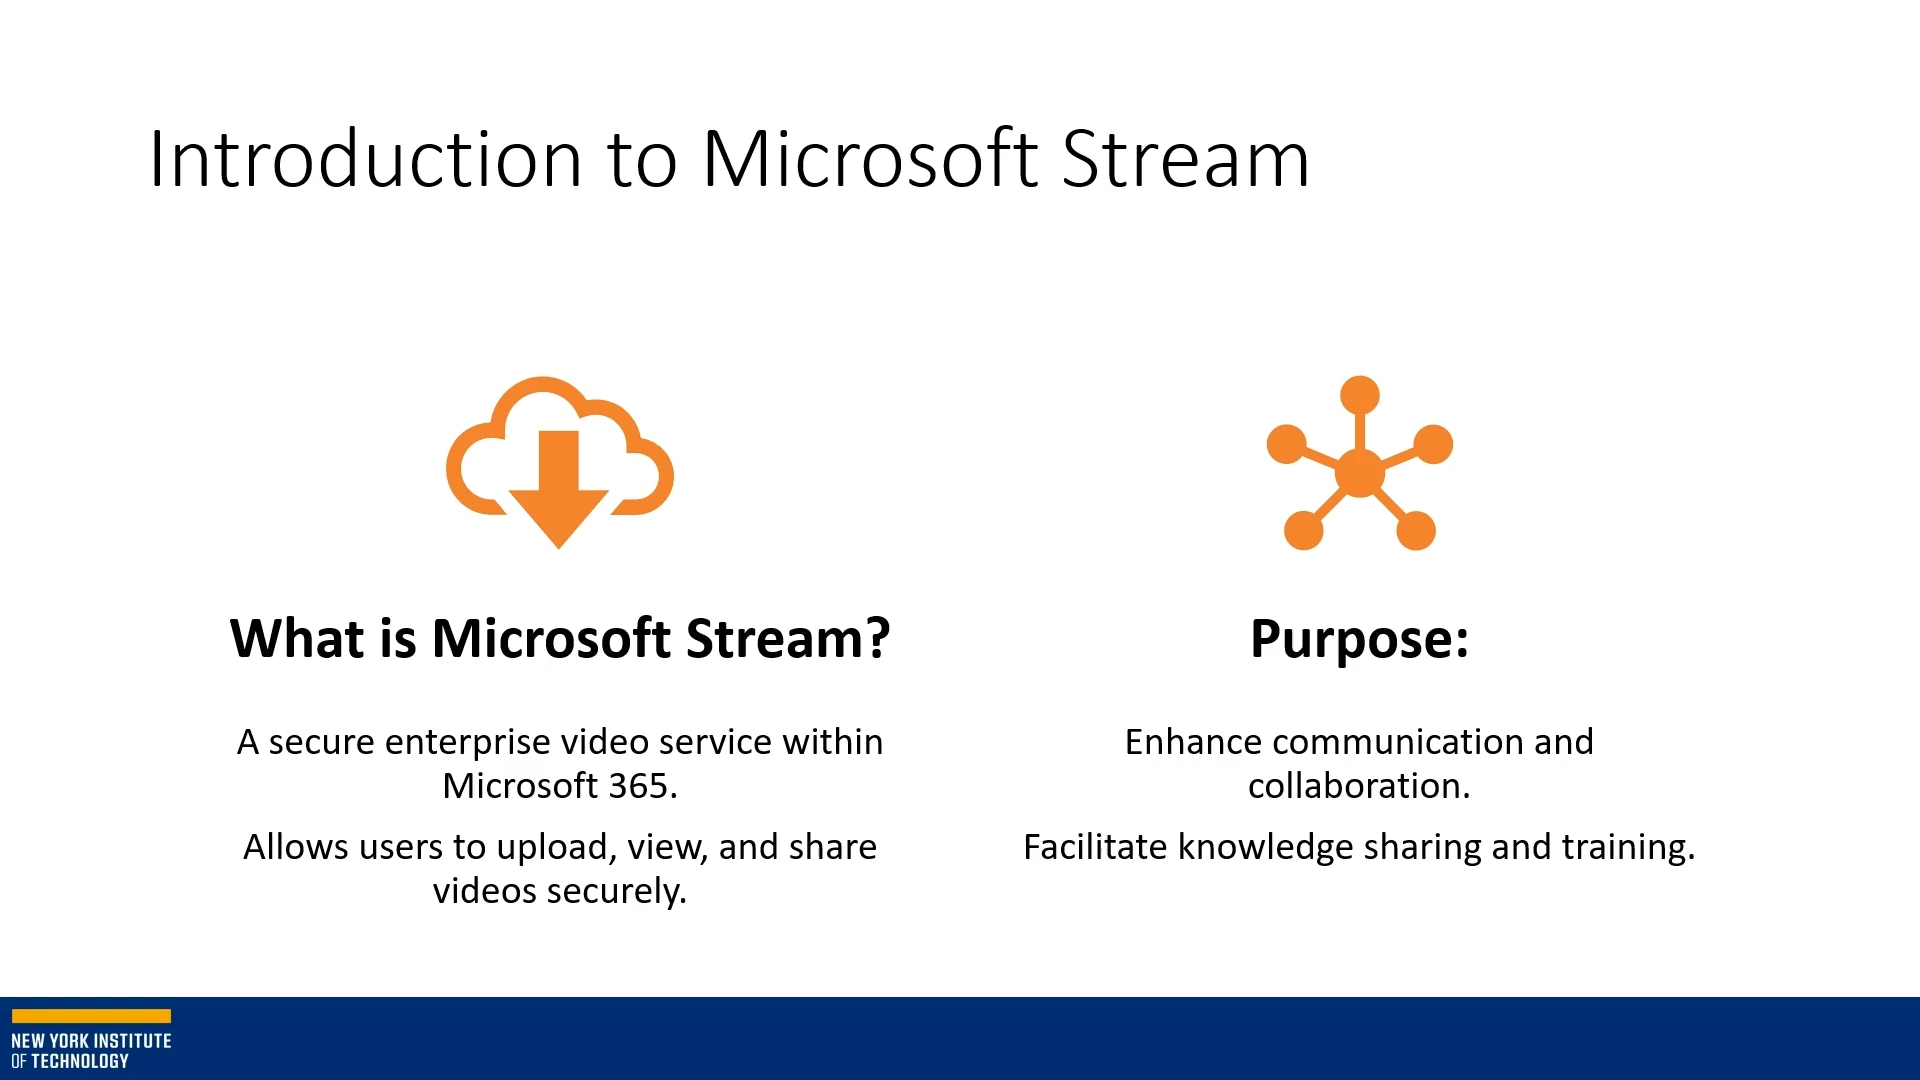 Introduction to Microsoft Stream
What is Microsoft Stream?
A secure enterprise video service within
Microsoft 365.
Allows users to upload, view, and share
videos securely.
Purpose:
Enhance communication and
collaboration.
Facilitate knowledge sharing and training.
NEW YORK INSTITUTE
OF TECHNOLOGY